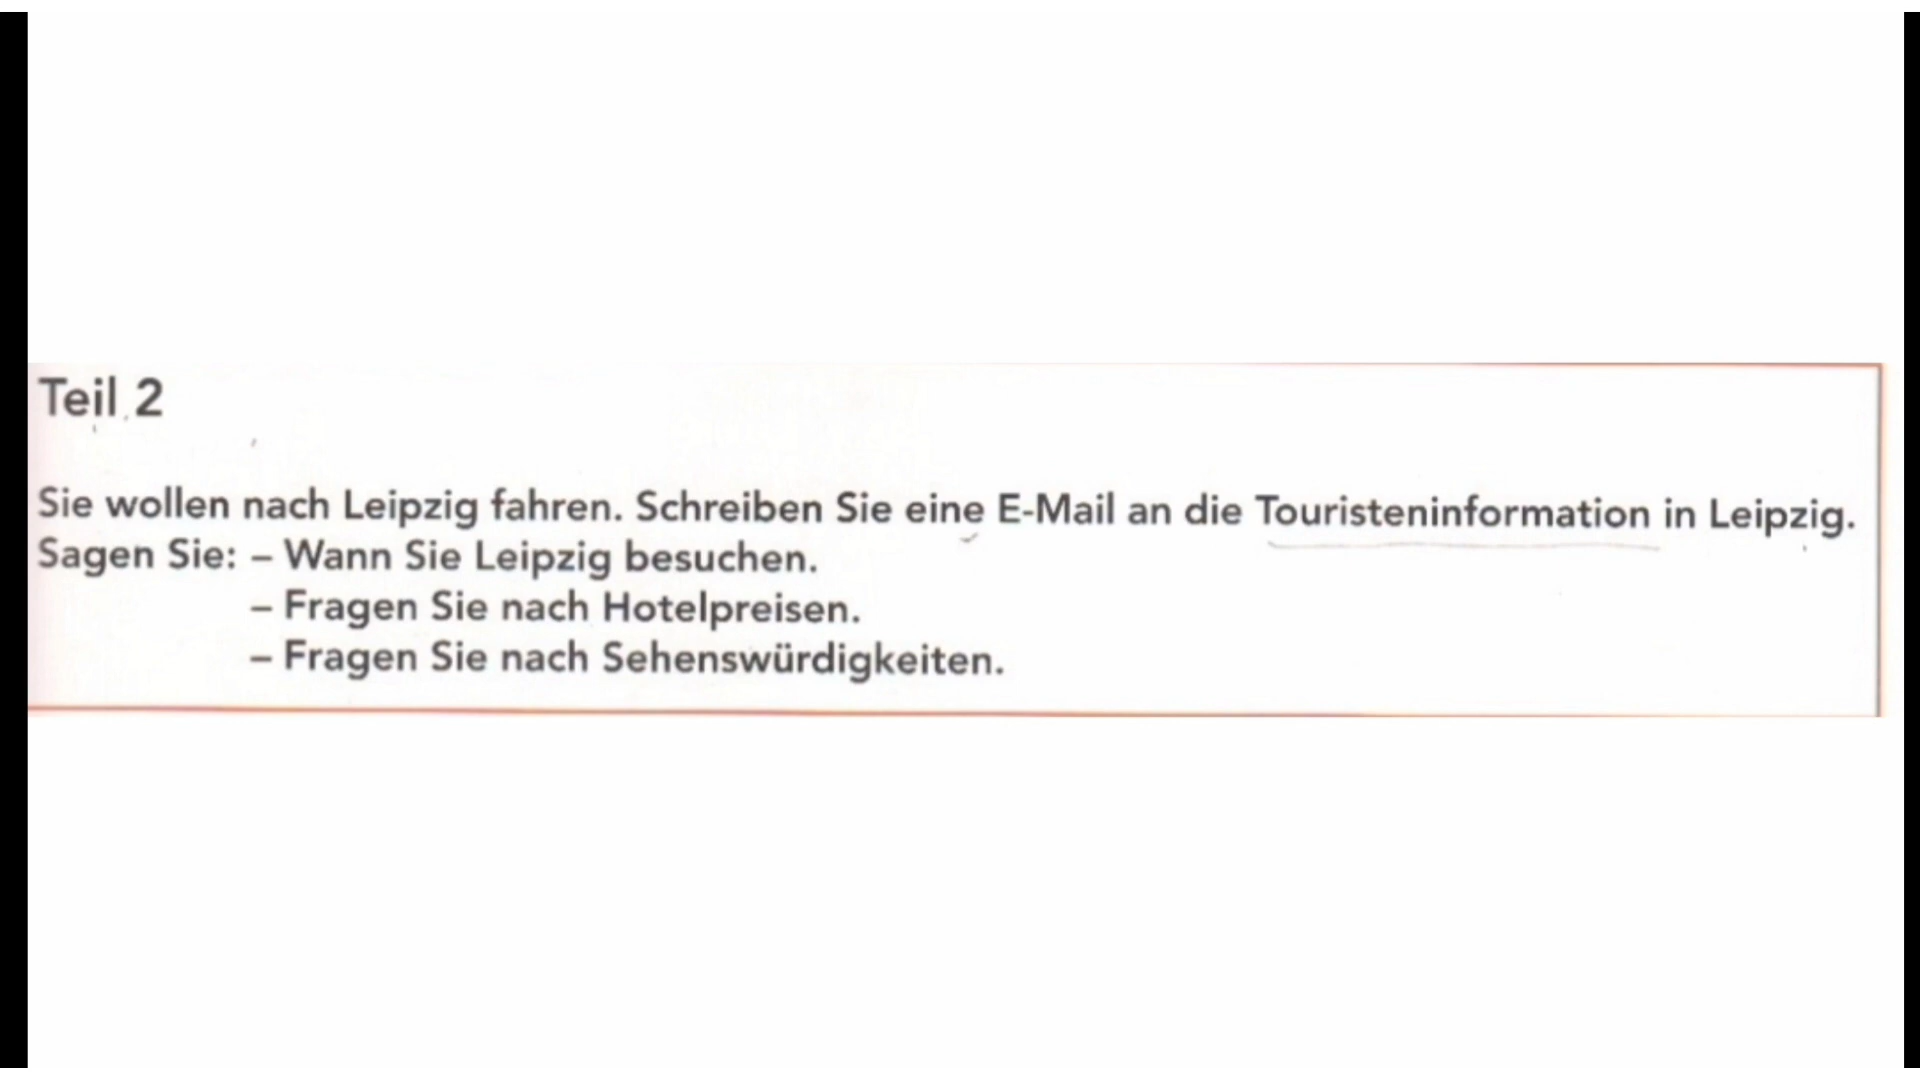 Teil 2
Sie wollen nach Leipzig fahren. Schreiben Sie eine E-Mail an die Touristeninformation in Leipzig.
Sagen Sie: – Wann Sie Leipzig besuchen.
– Fragen Sie nach Hotelpreisen.
– Fragen Sie nach Sehenswürdigkeiten.